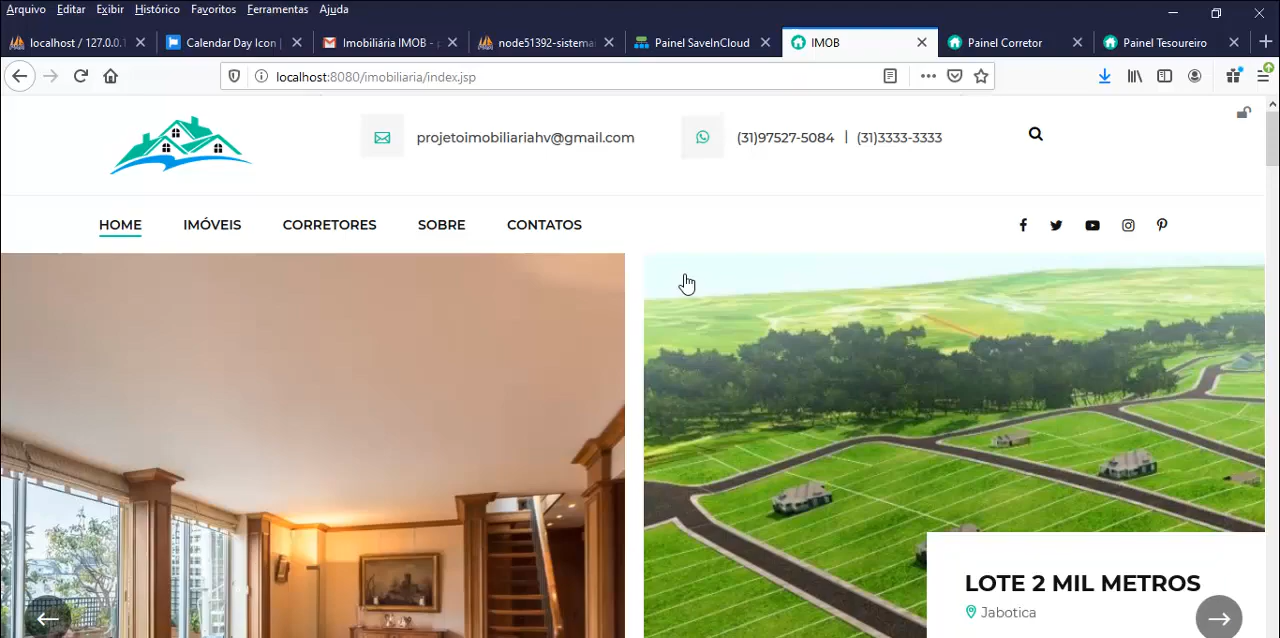 Arquivo Editar Exibir Histórico Favoritos Ferramentas Ajuda
localhost / 127.0.0.1 Calendar Day Icon | Imobiliária IMOB - node51392-sistema Painel SaveInCloud IMOB Painel Corretor Painel Tesoureiro
localhost:8080/imobiliaria/index.jsp
projetoimobiliariahv@gmail.com (31)97527-5084 | (31)3333-3333
HOME IMÓVEIS CORRETORES SOBRE CONTATOS
LOTE 2 MIL METROS
Jabotica